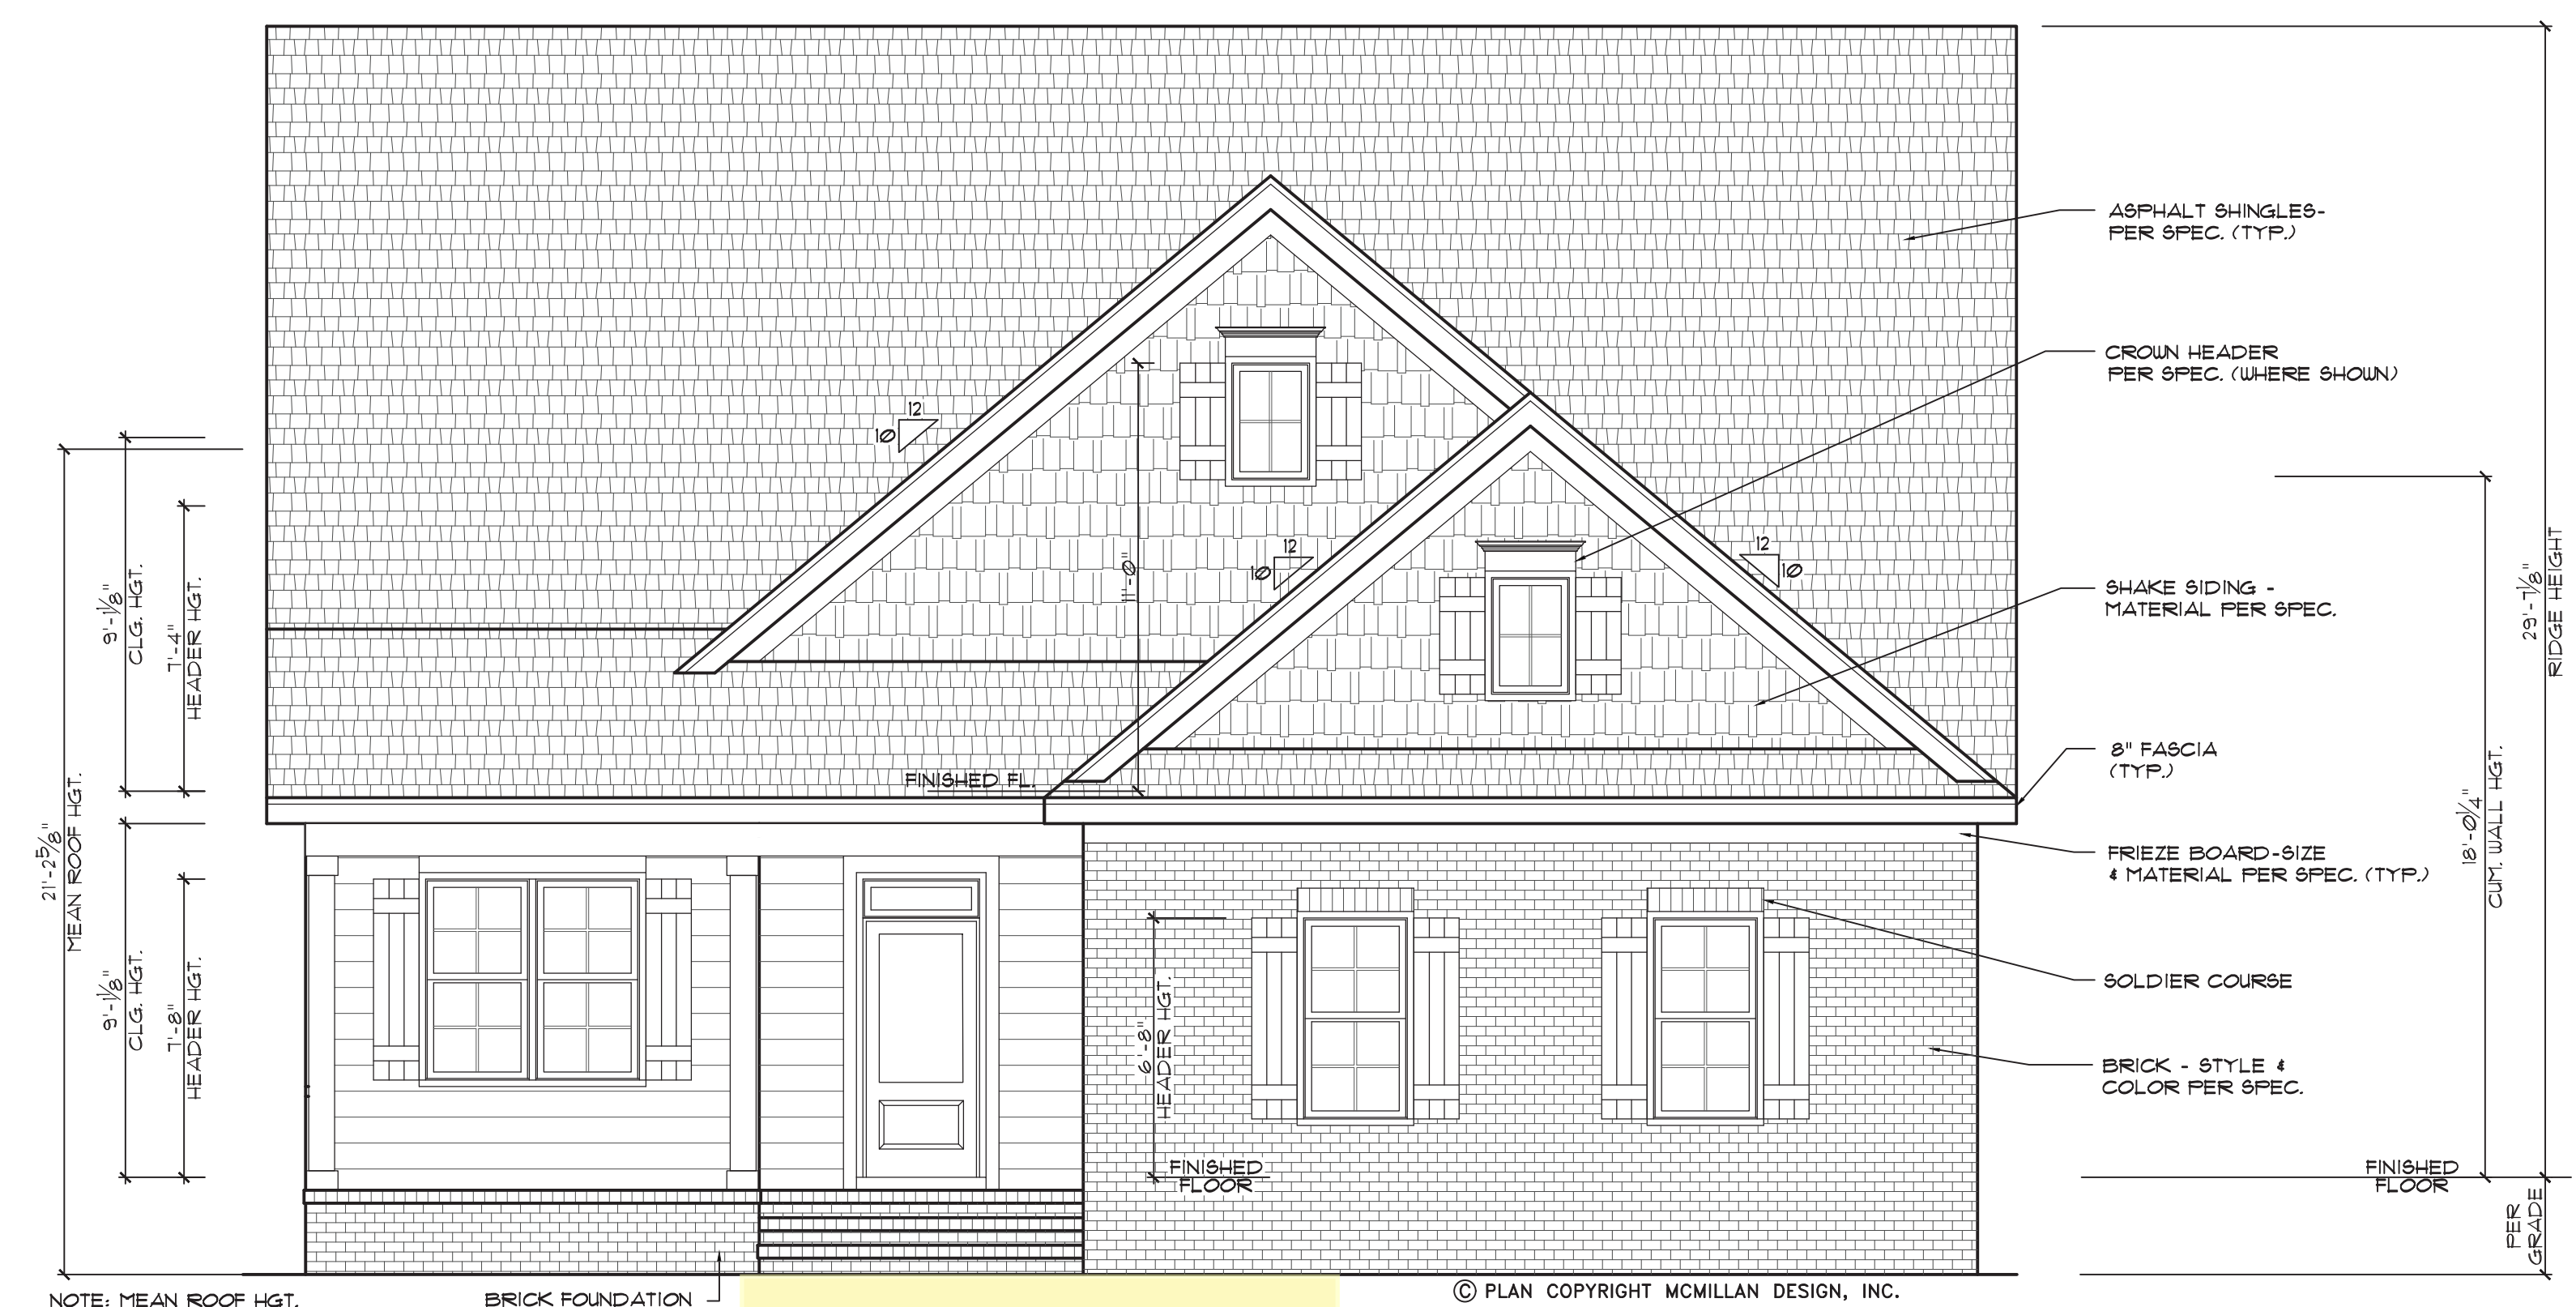 ASPHALT SHINGLES-
PER SPEC. (TYP.)
CROWN HEADER
PER SPEC. (WHERE SHOWN)
SHAKE SIDING -
MATERIAL PER SPEC.
8" FASCIA
(TYP.)
FRIEZE BOARD-SIZE
& MATERIAL PER SPEC. (TYP.)
SOLDIER COURSE
BRICK - STYLE &
COLOR PER SPEC.
29'-7 1/8"
RIDGE HEIGHT
18'-0 1/4"
CUM. WALL HGT.
FINISHED
FLOOR
PER
GRADE
12
10
12
10
12
10
11'-0"
FINISHED FL.
9'-1 1/8"
CLG. HGT.
7'-4"
HEADER HGT.
21'-2 5/8"
MEAN ROOF HGT.
9'-1 1/8"
CLG. HGT.
7'-8"
HEADER HGT.
6'-8"
HEADER HGT.
FINISHED
FLOOR
NOTE: MEAN ROOF HGT.
BRICK FOUNDATION
© PLAN COPYRIGHT MCMILLAN DESIGN, INC.